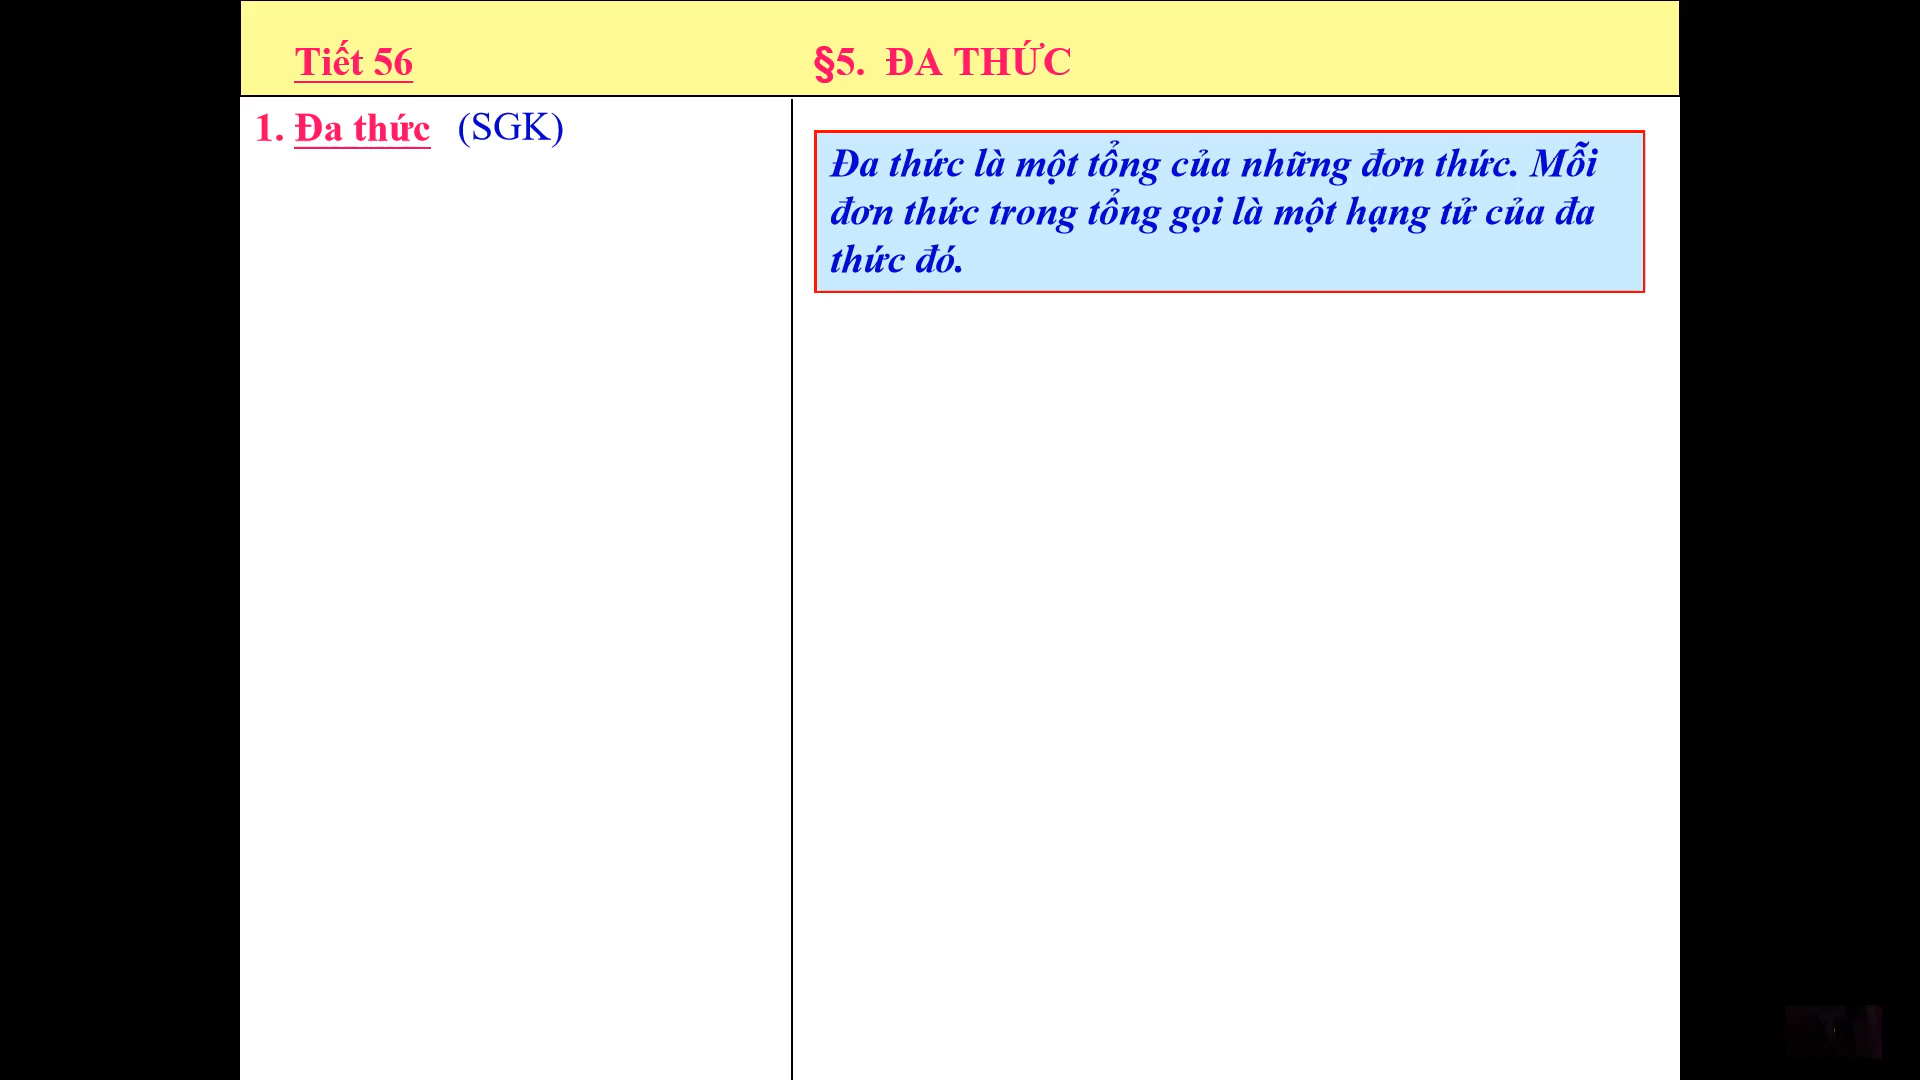 Tiết 56
§5. ĐA THỨC
1. Đa thức (SGK)
Đa thức là một tổng của những đơn thức. Mỗi
đơn thức trong tổng gọi là một hạng tử của đa
thức đó.